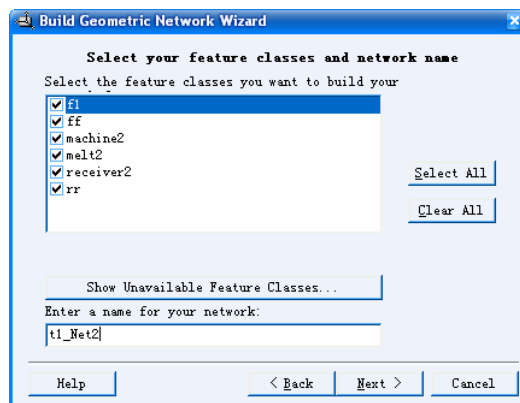 Build Geometric Network Wizard
Select your feature classes and network name
Select the feature classes you want to build your
f1
ff
machine2
melt2
receiver2
rr
Select All
Clear All
Show Unavailable Feature Classes...
Enter a name for your network:
t1_Net2
Help
< Back
Next >
Cancel